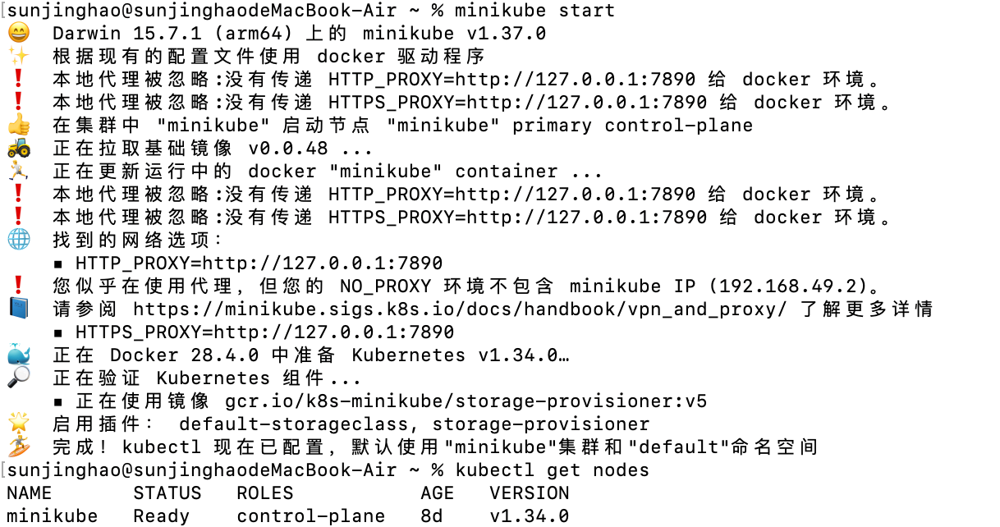 [sunjinghao@sunjinghaodeMacBook-Air ~ % minikube start
😄 Darwin 15.7.1 (arm64) 上的 minikube v1.37.0
✨ 根据现有的配置文件使用 docker 驱动程序
❗ 本地代理被忽略:没有传递 HTTP_PROXY=http://127.0.0.1:7890 给 docker 环境。
❗ 本地代理被忽略:没有传递 HTTPS_PROXY=http://127.0.0.1:7890 给 docker 环境。
👍 在集群中 "minikube" 启动节点 "minikube" primary control-plane
🚜 正在拉取基础镜像 v0.0.48 ...
🏃 正在更新运行中的 docker "minikube" container ...
❗ 本地代理被忽略:没有传递 HTTP_PROXY=http://127.0.0.1:7890 给 docker 环境。
❗ 本地代理被忽略:没有传递 HTTPS_PROXY=http://127.0.0.1:7890 给 docker 环境。
🌐 找到的网络选项：
▪ HTTP_PROXY=http://127.0.0.1:7890
❗ 您似乎在使用代理，但您的 NO_PROXY 环境不包含 minikube IP (192.168.49.2)。
📘 请参阅 https://minikube.sigs.k8s.io/docs/handbook/vpn_and_proxy/ 了解更多详情
▪ HTTPS_PROXY=http://127.0.0.1:7890
🐳 正在 Docker 28.4.0 中准备 Kubernetes v1.34.0…
🔎 正在验证 Kubernetes 组件...
▪ 正在使用镜像 gcr.io/k8s-minikube/storage-provisioner:v5
🌟 启用插件： default-storageclass, storage-provisioner
🏄 完成！kubectl 现在已配置，默认使用"minikube"集群和"default"命名空间
[sunjinghao@sunjinghaodeMacBook-Air ~ % kubectl get nodes
NAME STATUS ROLES AGE VERSION
minikube Ready control-plane 8d v1.34.0